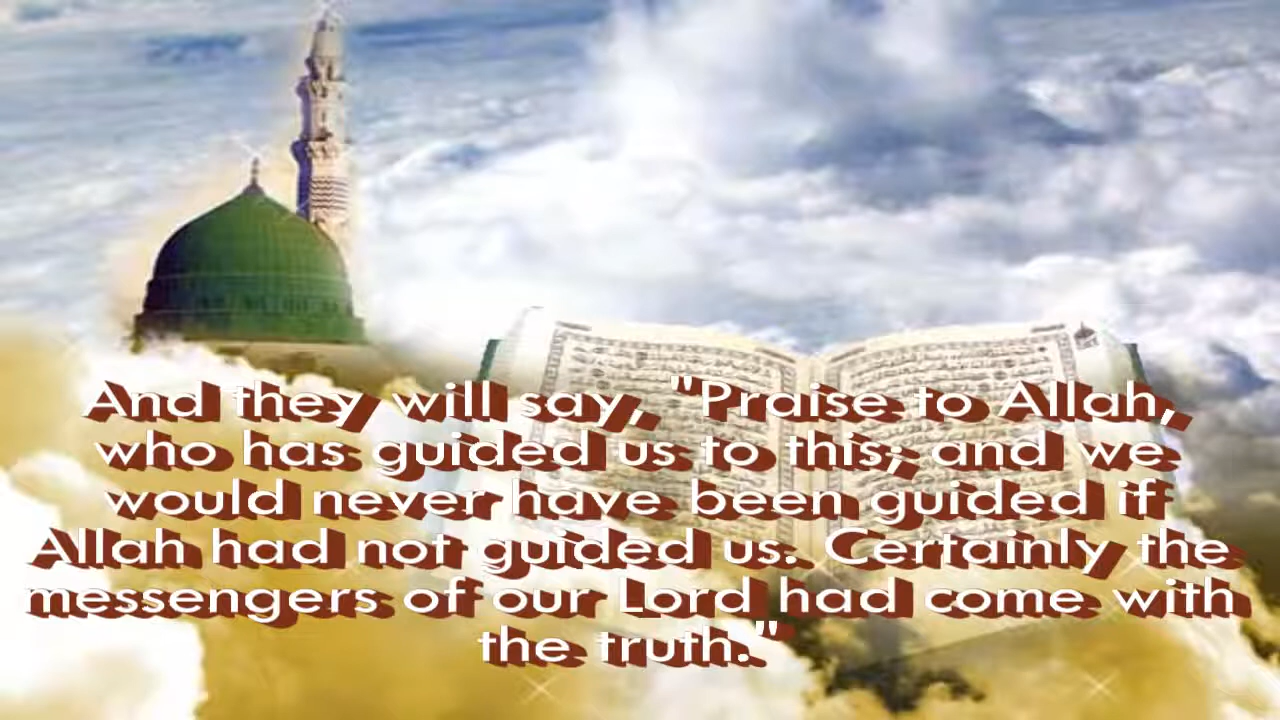 And they will say, "Praise to Allah,
who has guided us to this; and we
would never have been guided if
Allah had not guided us. Certainly the
messengers of our Lord had come with
the truth."